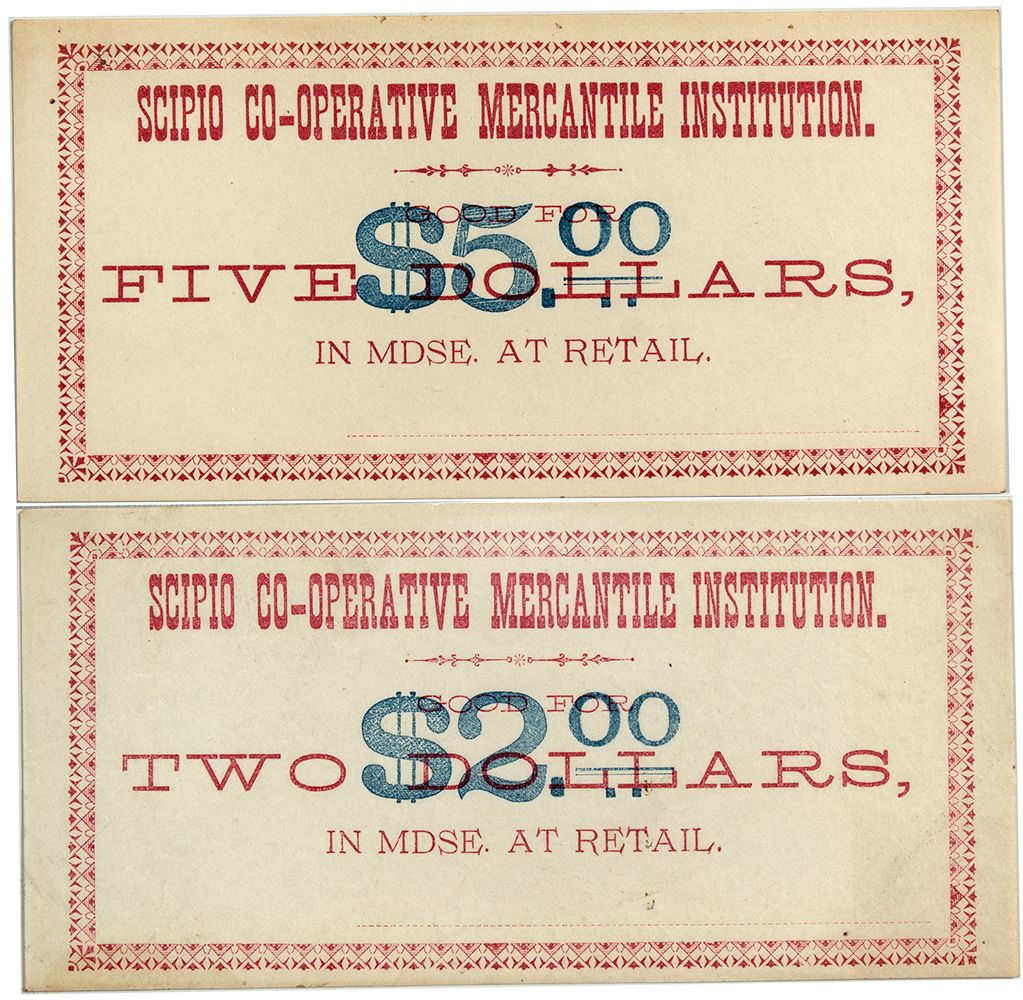 SCIPIO CO-OPERATIVE MERCANTILE INSTITUTION.
GOOD FOR
$5.00
FIVE DOLLARS,
IN MDSE. AT RETAIL.
SCIPIO CO-OPERATIVE MERCANTILE INSTITUTION.
GOOD FOR
$2.00
TWO DOLLARS,
IN MDSE. AT RETAIL.